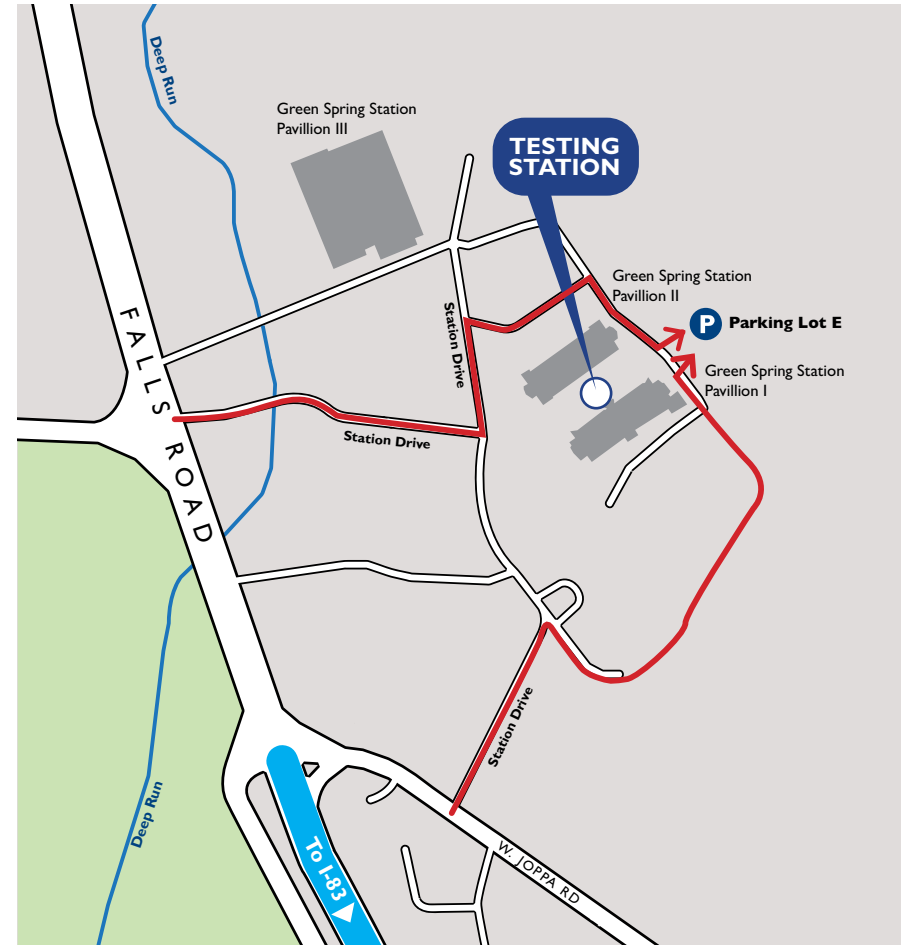 Deep Run
Green Spring Station
Pavillion III
TESTING
STATION
Green Spring Station
Pavillion II
P
Parking Lot E
FALLS ROAD
Station Drive
Green Spring Station
Pavillion I
Station Drive
Station Drive
Deep Run
To I-83
W. JOPPA RD